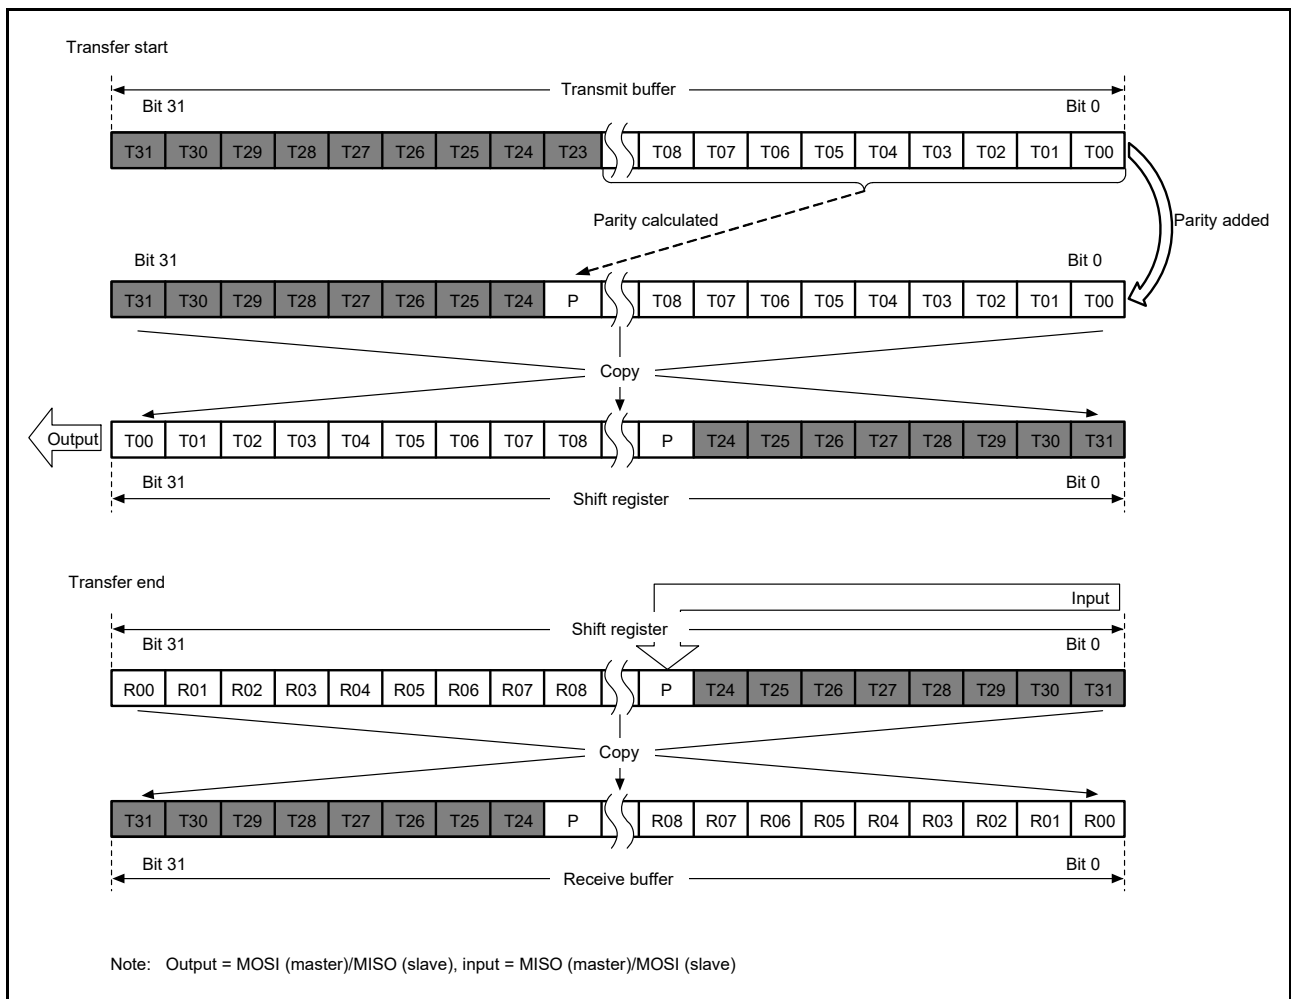 Transfer start
Transmit buffer
Bit 31 Bit 0
T31 T30 T29 T28 T27 T26 T25 T24 T23 T08 T07 T06 T05 T04 T03 T02 T01 T00
Parity calculated Parity added
Bit 31 Bit 0
T31 T30 T29 T28 T27 T26 T25 T24 P T08 T07 T06 T05 T04 T03 T02 T01 T00
Copy
Output T00 T01 T02 T03 T04 T05 T06 T07 T08 P T24 T25 T26 T27 T28 T29 T30 T31
Bit 31 Bit 0
Shift register
Transfer end
Input
Shift register
Bit 31 Bit 0
R00 R01 R02 R03 R04 R05 R06 R07 R08 P T24 T25 T26 T27 T28 T29 T30 T31
Copy
T31 T30 T29 T28 T27 T26 T25 T24 P R08 R07 R06 R05 R04 R03 R02 R01 R00
Bit 31 Bit 0
Receive buffer
Note: Output = MOSI (master)/MISO (slave), input = MISO (master)/MOSI (slave)